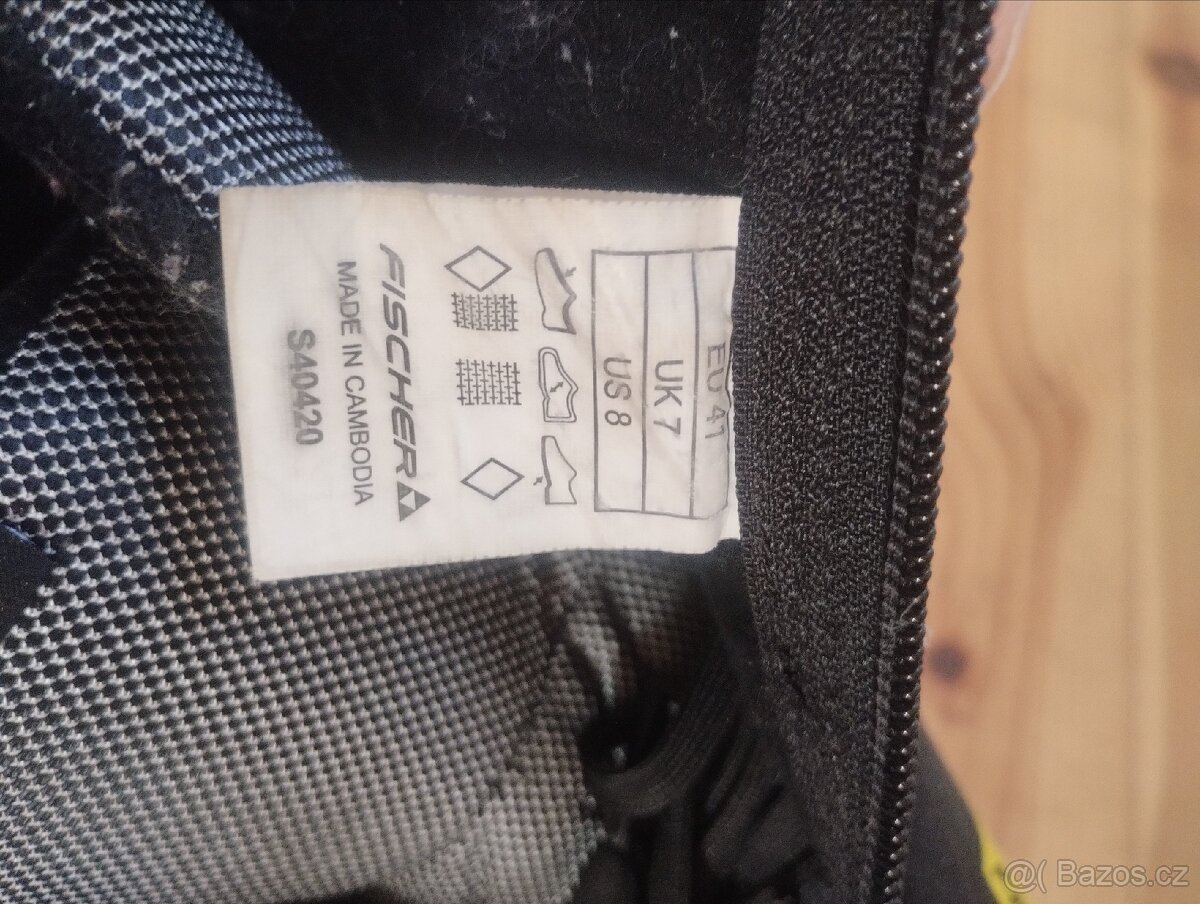 EU 41
UK 7
US 8
FISCHER
MADE IN CAMBODIA
S40420
@( Bazos.cz